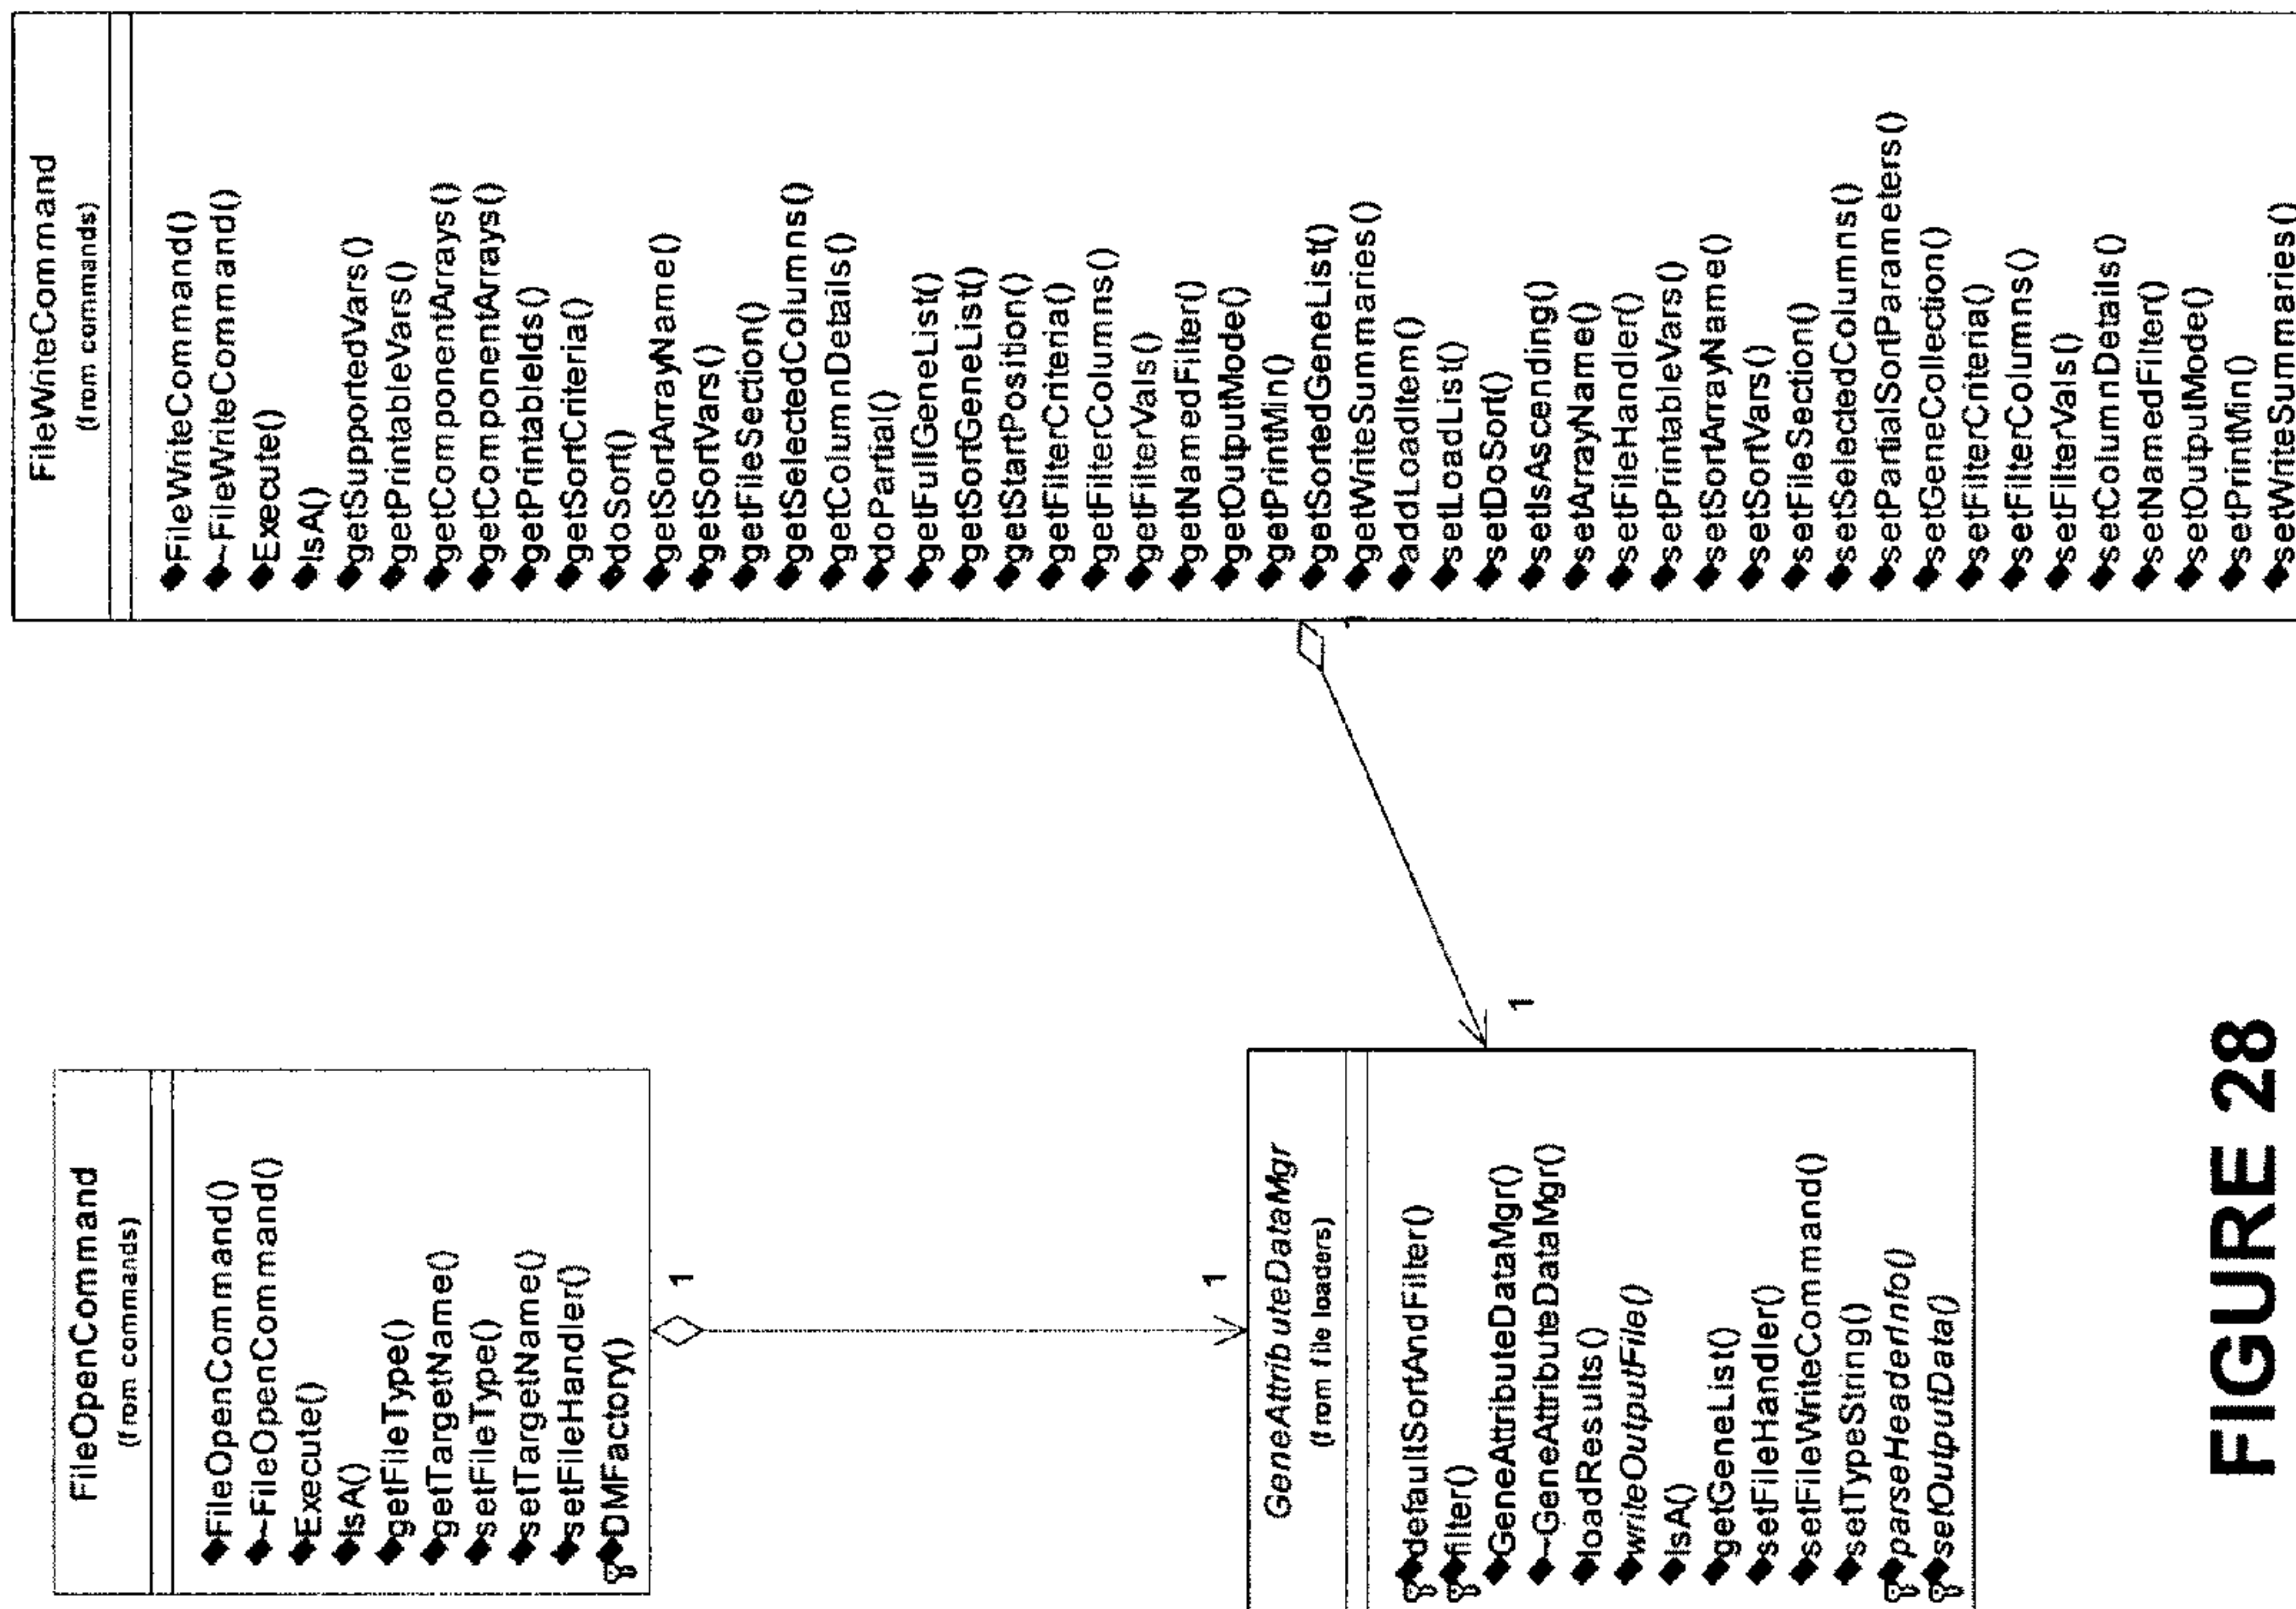 FileOpenCommand
(from commands)
FileOpenCommand()
~FileOpenCommand()
Execute()
IsA()
getFileType()
getTargetName()
setFileType()
setTargetName()
setFileHandler()
DMFactory()
1
1
GeneAttributeDataMgr
(from file loaders)
defaultSortAndFilter()
filter()
GeneAttributeDataMgr()
~GeneAttributeDataMgr()
loadResults()
writeOutputFile()
IsA()
getGeneList()
setFileHandler()
setFileWriteCommand()
setTypeString()
parseHeaderInfo()
setOutputData()
1
FileWriteCommand
(from commands)
FileWriteCommand()
~FileWriteCommand()
Execute()
IsA()
getSupportedVars()
getPrintableVars()
getComponentArrays()
getComponentArrays()
getPrintableIds()
getSortCriteria()
doSort()
getSortArrayName()
getSortVars()
getFileSection()
getSelectedColumns()
getColumnDetails()
doPartial()
getFullGeneList()
getSortGeneList()
getStartPosition()
getFilterCriteria()
getFilterColumns()
getFilterVals()
getNamedFilter()
getOutputMode()
getPrintMin()
getSortedGeneList()
getWriteSummaries()
addLoadItem()
setLoadList()
setDoSort()
setIsAscending()
setArrayName()
setFileHandler()
setPrintableVars()
setSortArrayName()
setSortVars()
setFileSection()
setSelectedColumns()
setPartialSortParameters()
setGeneCollection()
setFilterCriteria()
setFilterColumns()
setFilterVals()
setColumnDetails()
setNamedFilter()
setOutputMode()
setPrintMin()
setWriteSummaries()
FIGURE 28